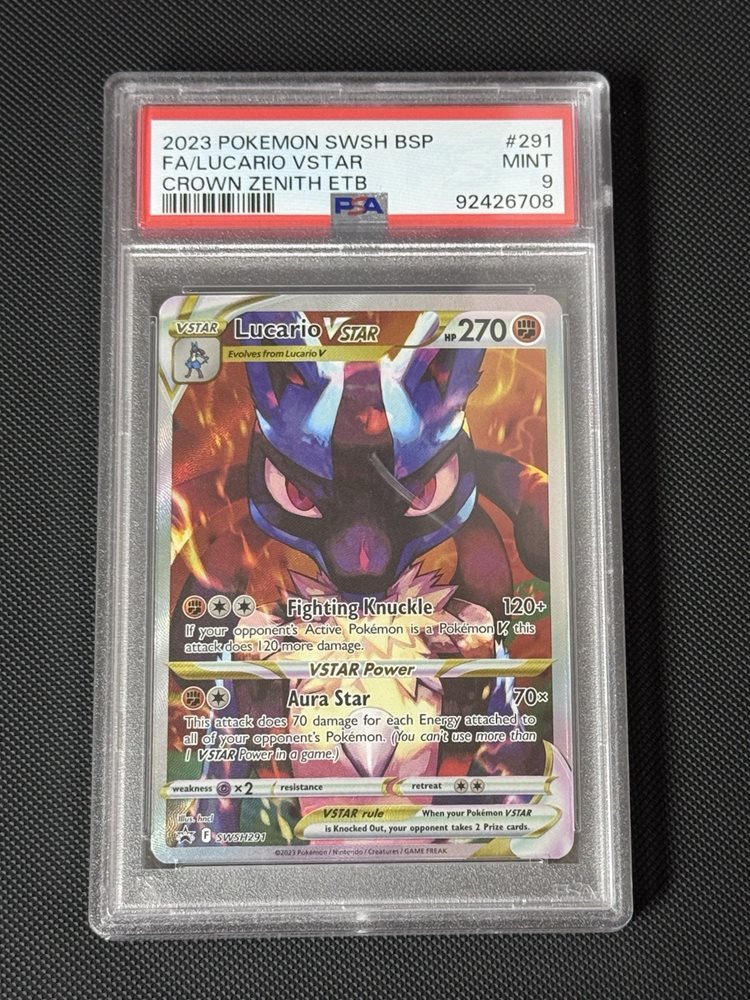 2023 POKEMON SWSH BSP #291
FA/LUCARIO VSTAR MINT
CROWN ZENITH ETB 9
PSA 92426708
VSTAR Lucario VSTAR HP 270
Evolves from Lucario V
Fighting Knuckle 120+
If your opponent's Active Pokémon is a Pokémon V, this
attack does 120 more damage.
VSTAR Power
Aura Star 70×
This attack does 70 damage for each Energy attached to
all of your opponent's Pokémon. (You can't use more than
1 VSTAR Power in a game.)
weakness ×2 resistance retreat
VSTAR rule When your Pokémon VSTAR
is Knocked Out, your opponent takes 2 Prize cards.
Illus. hncl
F SWSH291
©2023 Pokémon / Nintendo / Creatures / GAME FREAK
PSA